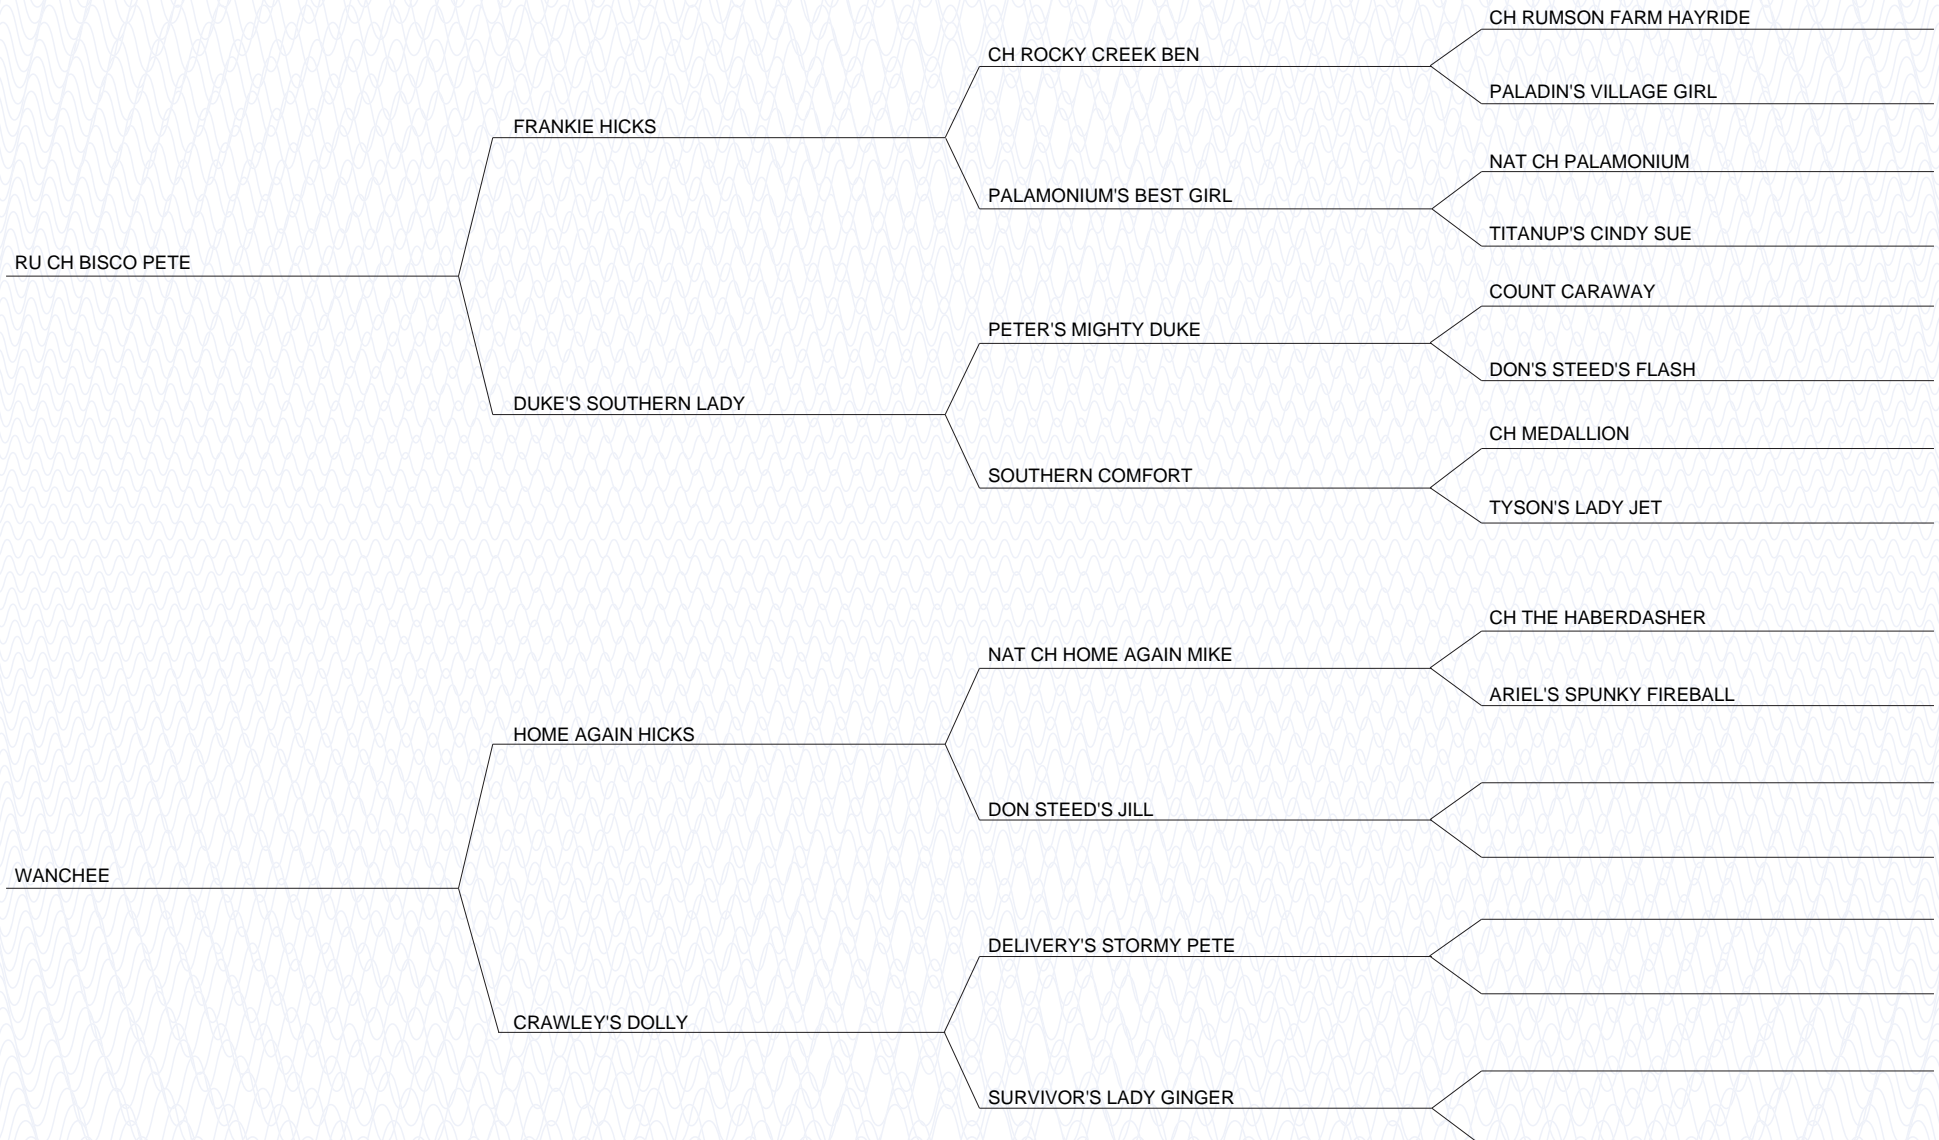 CH RUMSON FARM HAYRIDE
CH ROCKY CREEK BEN
PALADIN'S VILLAGE GIRL
FRANKIE HICKS
NAT CH PALAMONIUM
PALAMONIUM'S BEST GIRL
TITANUP'S CINDY SUE
RU CH BISCO PETE
COUNT CARAWAY
PETER'S MIGHTY DUKE
DON'S STEED'S FLASH
DUKE'S SOUTHERN LADY
CH MEDALLION
SOUTHERN COMFORT
TYSON'S LADY JET
CH THE HABERDASHER
NAT CH HOME AGAIN MIKE
ARIEL'S SPUNKY FIREBALL
HOME AGAIN HICKS
DON STEED'S JILL
WANCHEE
DELIVERY'S STORMY PETE
CRAWLEY'S DOLLY
SURVIVOR'S LADY GINGER